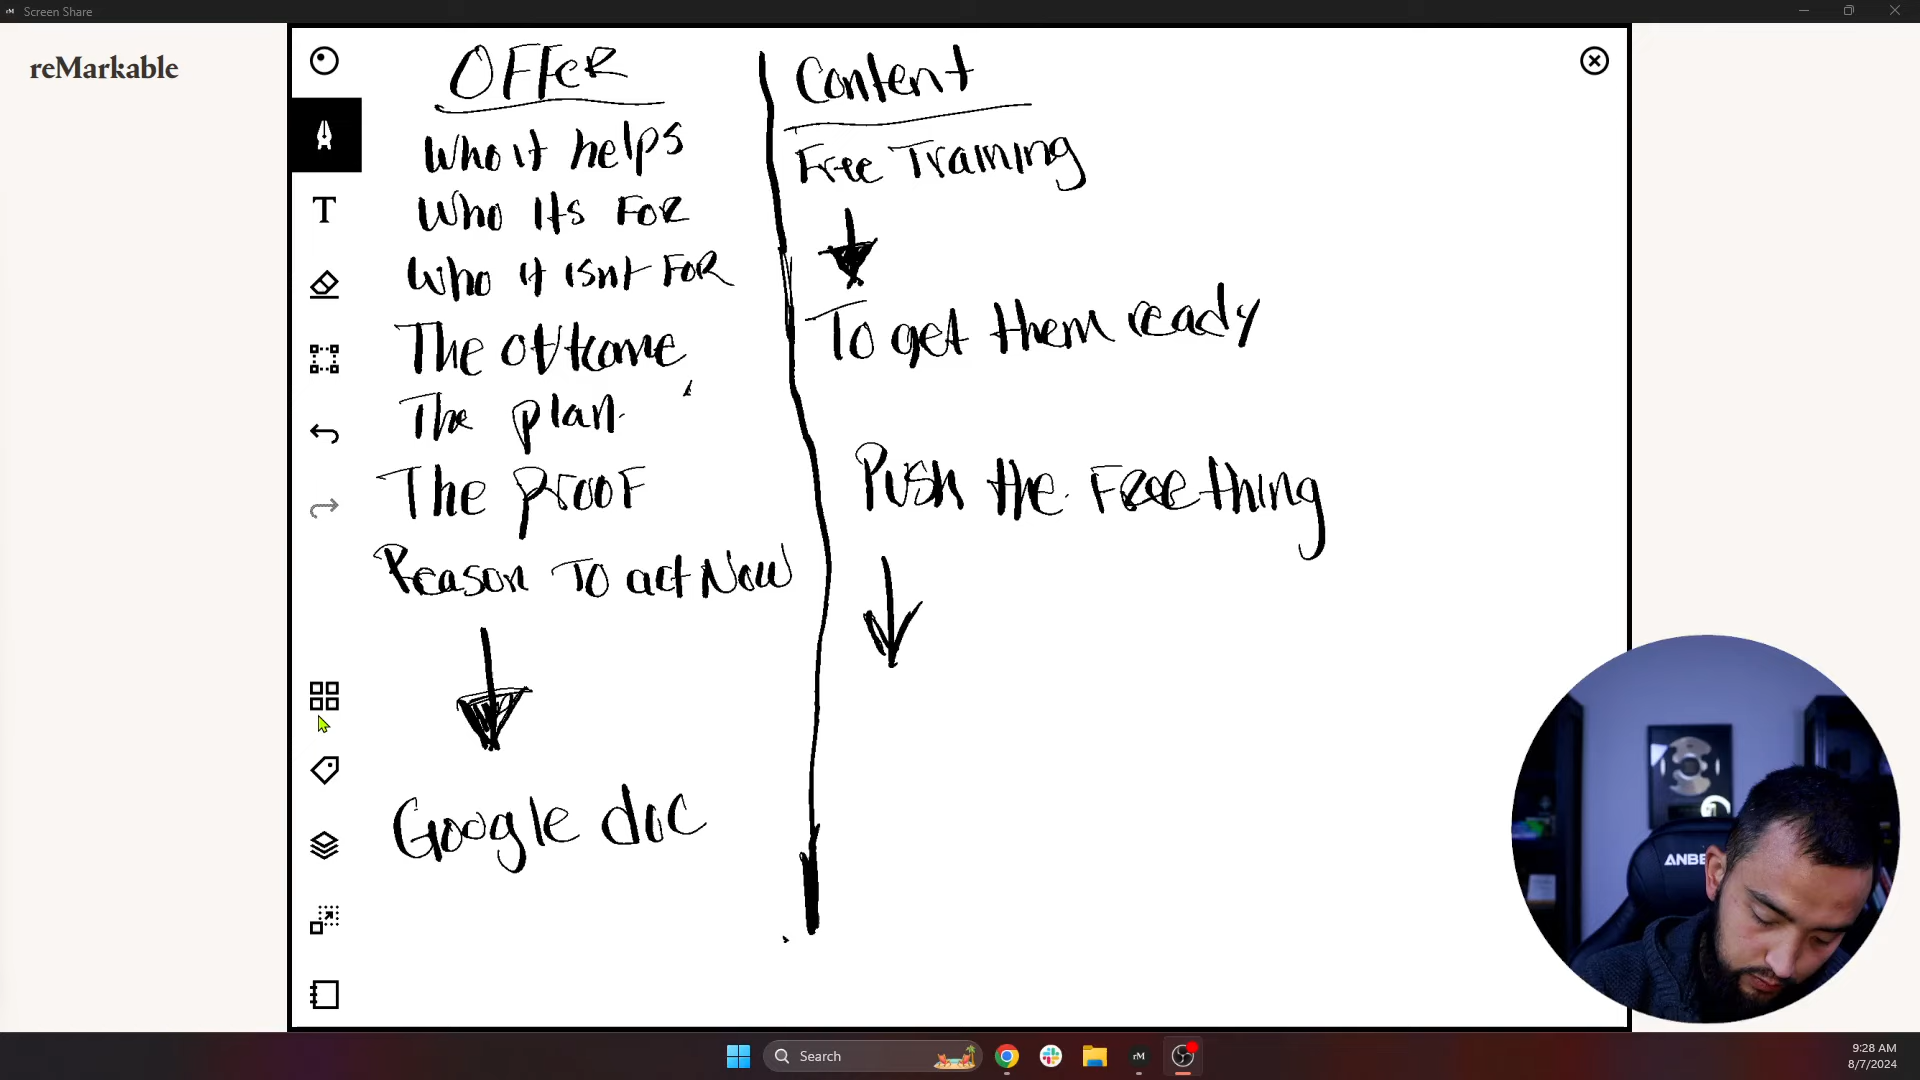 Screen Share
reMarkable
OFFER
Who it helps
Who its FOR
Who it isnt FOR
The outcome
The plan
The proof
Reason To act Now
Google doc
Content
Free Training
To get them ready
Push the Free thing
T
ANBE
Search
rM
9:28 AM
8/7/2024